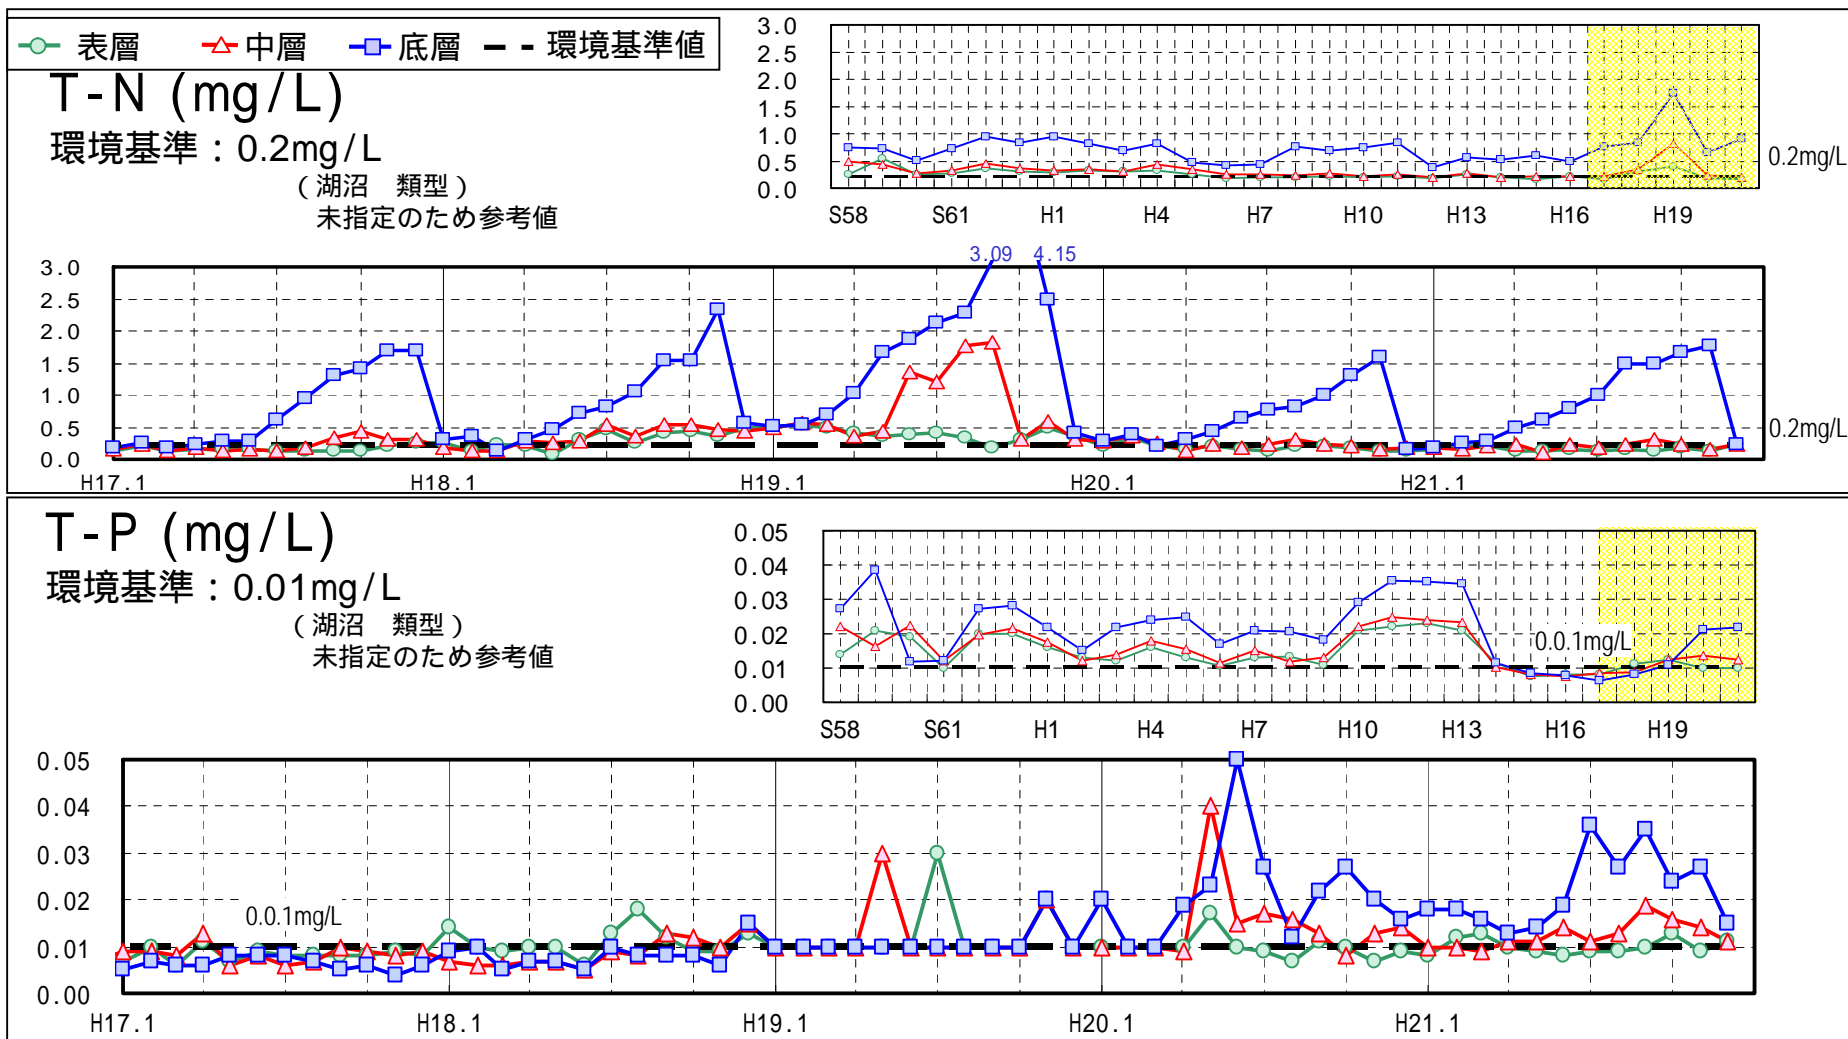 表層 中層 底層 環境基準値
T-N (mg/L)
環境基準：0.2mg/L
（湖沼　類型）
未指定のため参考値
3.0
2.5
2.0
1.5
1.0
0.5
0.0
0.2mg/L
S58 S61 H1 H4 H7 H10 H13 H16 H19
3.09 4.15
3.0
2.5
2.0
1.5
1.0
0.5
0.0
0.2mg/L
H17.1 H18.1 H19.1 H20.1 H21.1
T-P (mg/L)
環境基準：0.01mg/L
（湖沼　類型）
未指定のため参考値
0.05
0.04
0.03
0.02
0.01
0.00
0.0.1mg/L
S58 S61 H1 H4 H7 H10 H13 H16 H19
0.05
0.04
0.03
0.02
0.01
0.00
0.0.1mg/L
H17.1 H18.1 H19.1 H20.1 H21.1